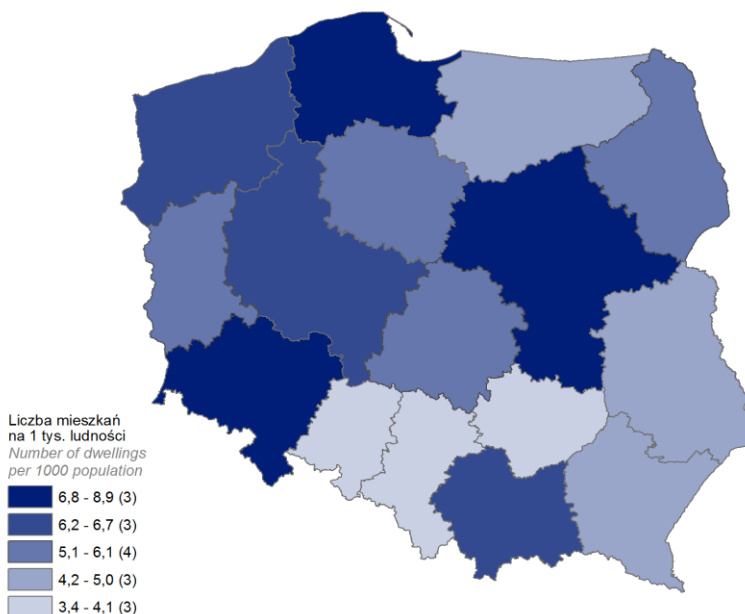 Liczba mieszkań
na 1 tys. ludności
Number of dwellings
per 1000 population
6,8 - 8,9 (3)
6,2 - 6,7 (3)
5,1 - 6,1 (4)
4,2 - 5,0 (3)
3,4 - 4,1 (3)